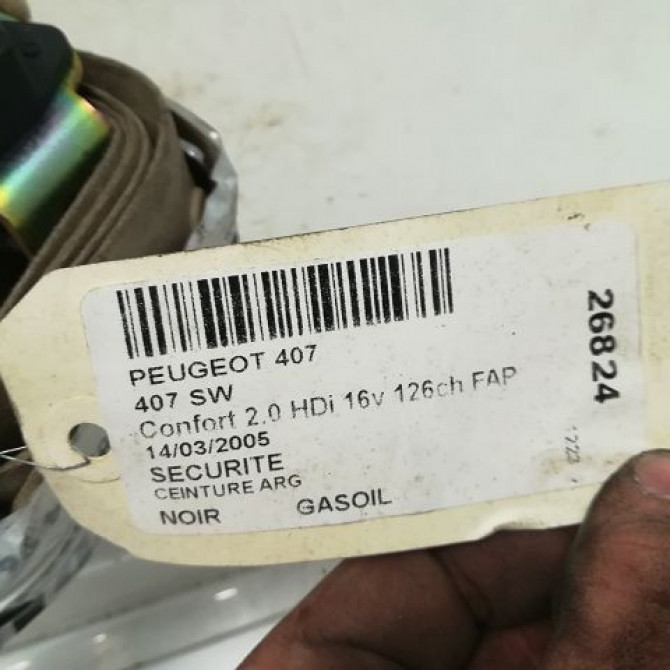 PEUGEOT 407
407 SW
Confort 2.0 HDi 16v 126ch FAP
14/03/2005
SECURITE
CEINTURE ARG
NOIR GASOIL
26824